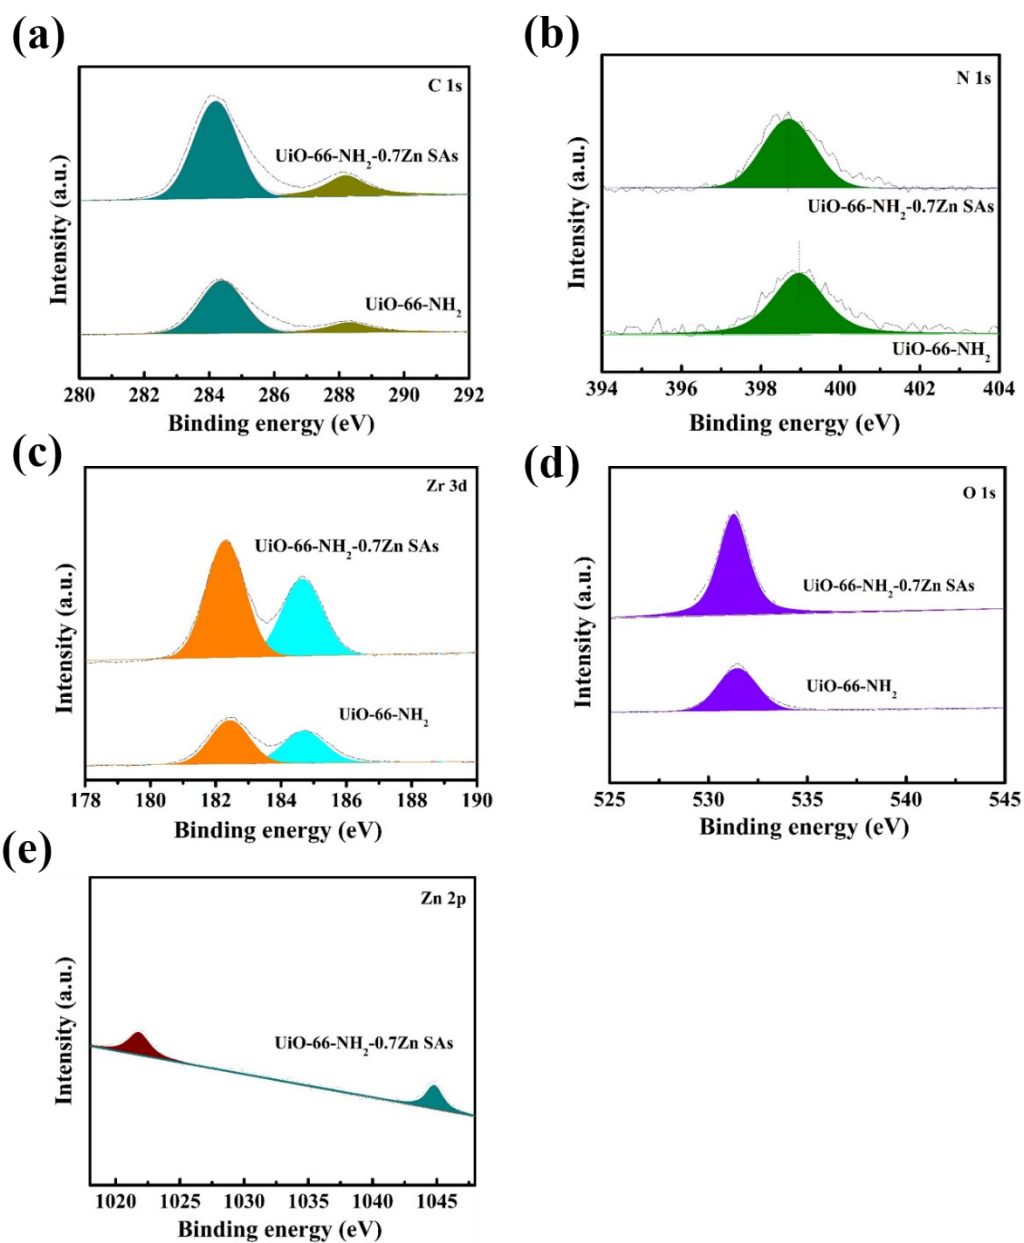 (a)
C 1s
UiO-66-NH2-0.7Zn SAs
UiO-66-NH2
Intensity (a.u.)
280 282 284 286 288 290 292
Binding energy (eV)
(b)
N 1s
UiO-66-NH2-0.7Zn SAs
UiO-66-NH2
Intensity (a.u.)
394 396 398 400 402 404
Binding energy (eV)
(c)
Zr 3d
UiO-66-NH2-0.7Zn SAs
UiO-66-NH2
Intensity (a.u.)
178 180 182 184 186 188 190
Binding energy (eV)
(d)
O 1s
UiO-66-NH2-0.7Zn SAs
UiO-66-NH2
Intensity (a.u.)
525 530 535 540 545
Binding energy (eV)
(e)
Zn 2p
UiO-66-NH2-0.7Zn SAs
Intensity (a.u.)
1020 1025 1030 1035 1040 1045
Binding energy (eV)